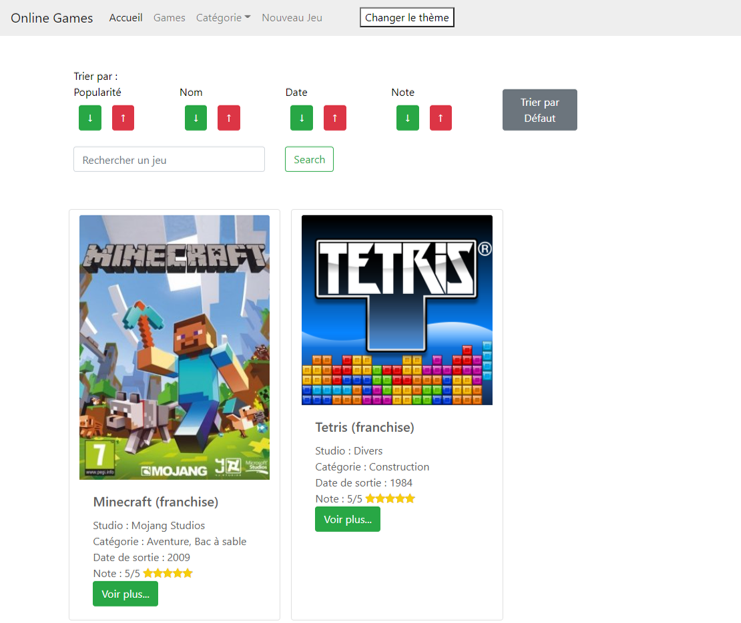 Online Games Accueil Games Catégorie Nouveau Jeu Changer le thème
Trier par :
Popularité Nom Date Note
↓ ↑ ↓ ↑ ↓ ↑ ↓ ↑
Trier par
Défaut
Rechercher un jeu Search
MINECRAFT
7
www.pegi.info
MOJANG
Microsoft
Studios
Minecraft (franchise)
Studio : Mojang Studios
Catégorie : Aventure, Bac à sable
Date de sortie : 2009
Note : 5/5 ⭐⭐⭐⭐⭐
Voir plus...
TETRIS®
Tetris (franchise)
Studio : Divers
Catégorie : Construction
Date de sortie : 1984
Note : 5/5 ⭐⭐⭐⭐⭐
Voir plus...